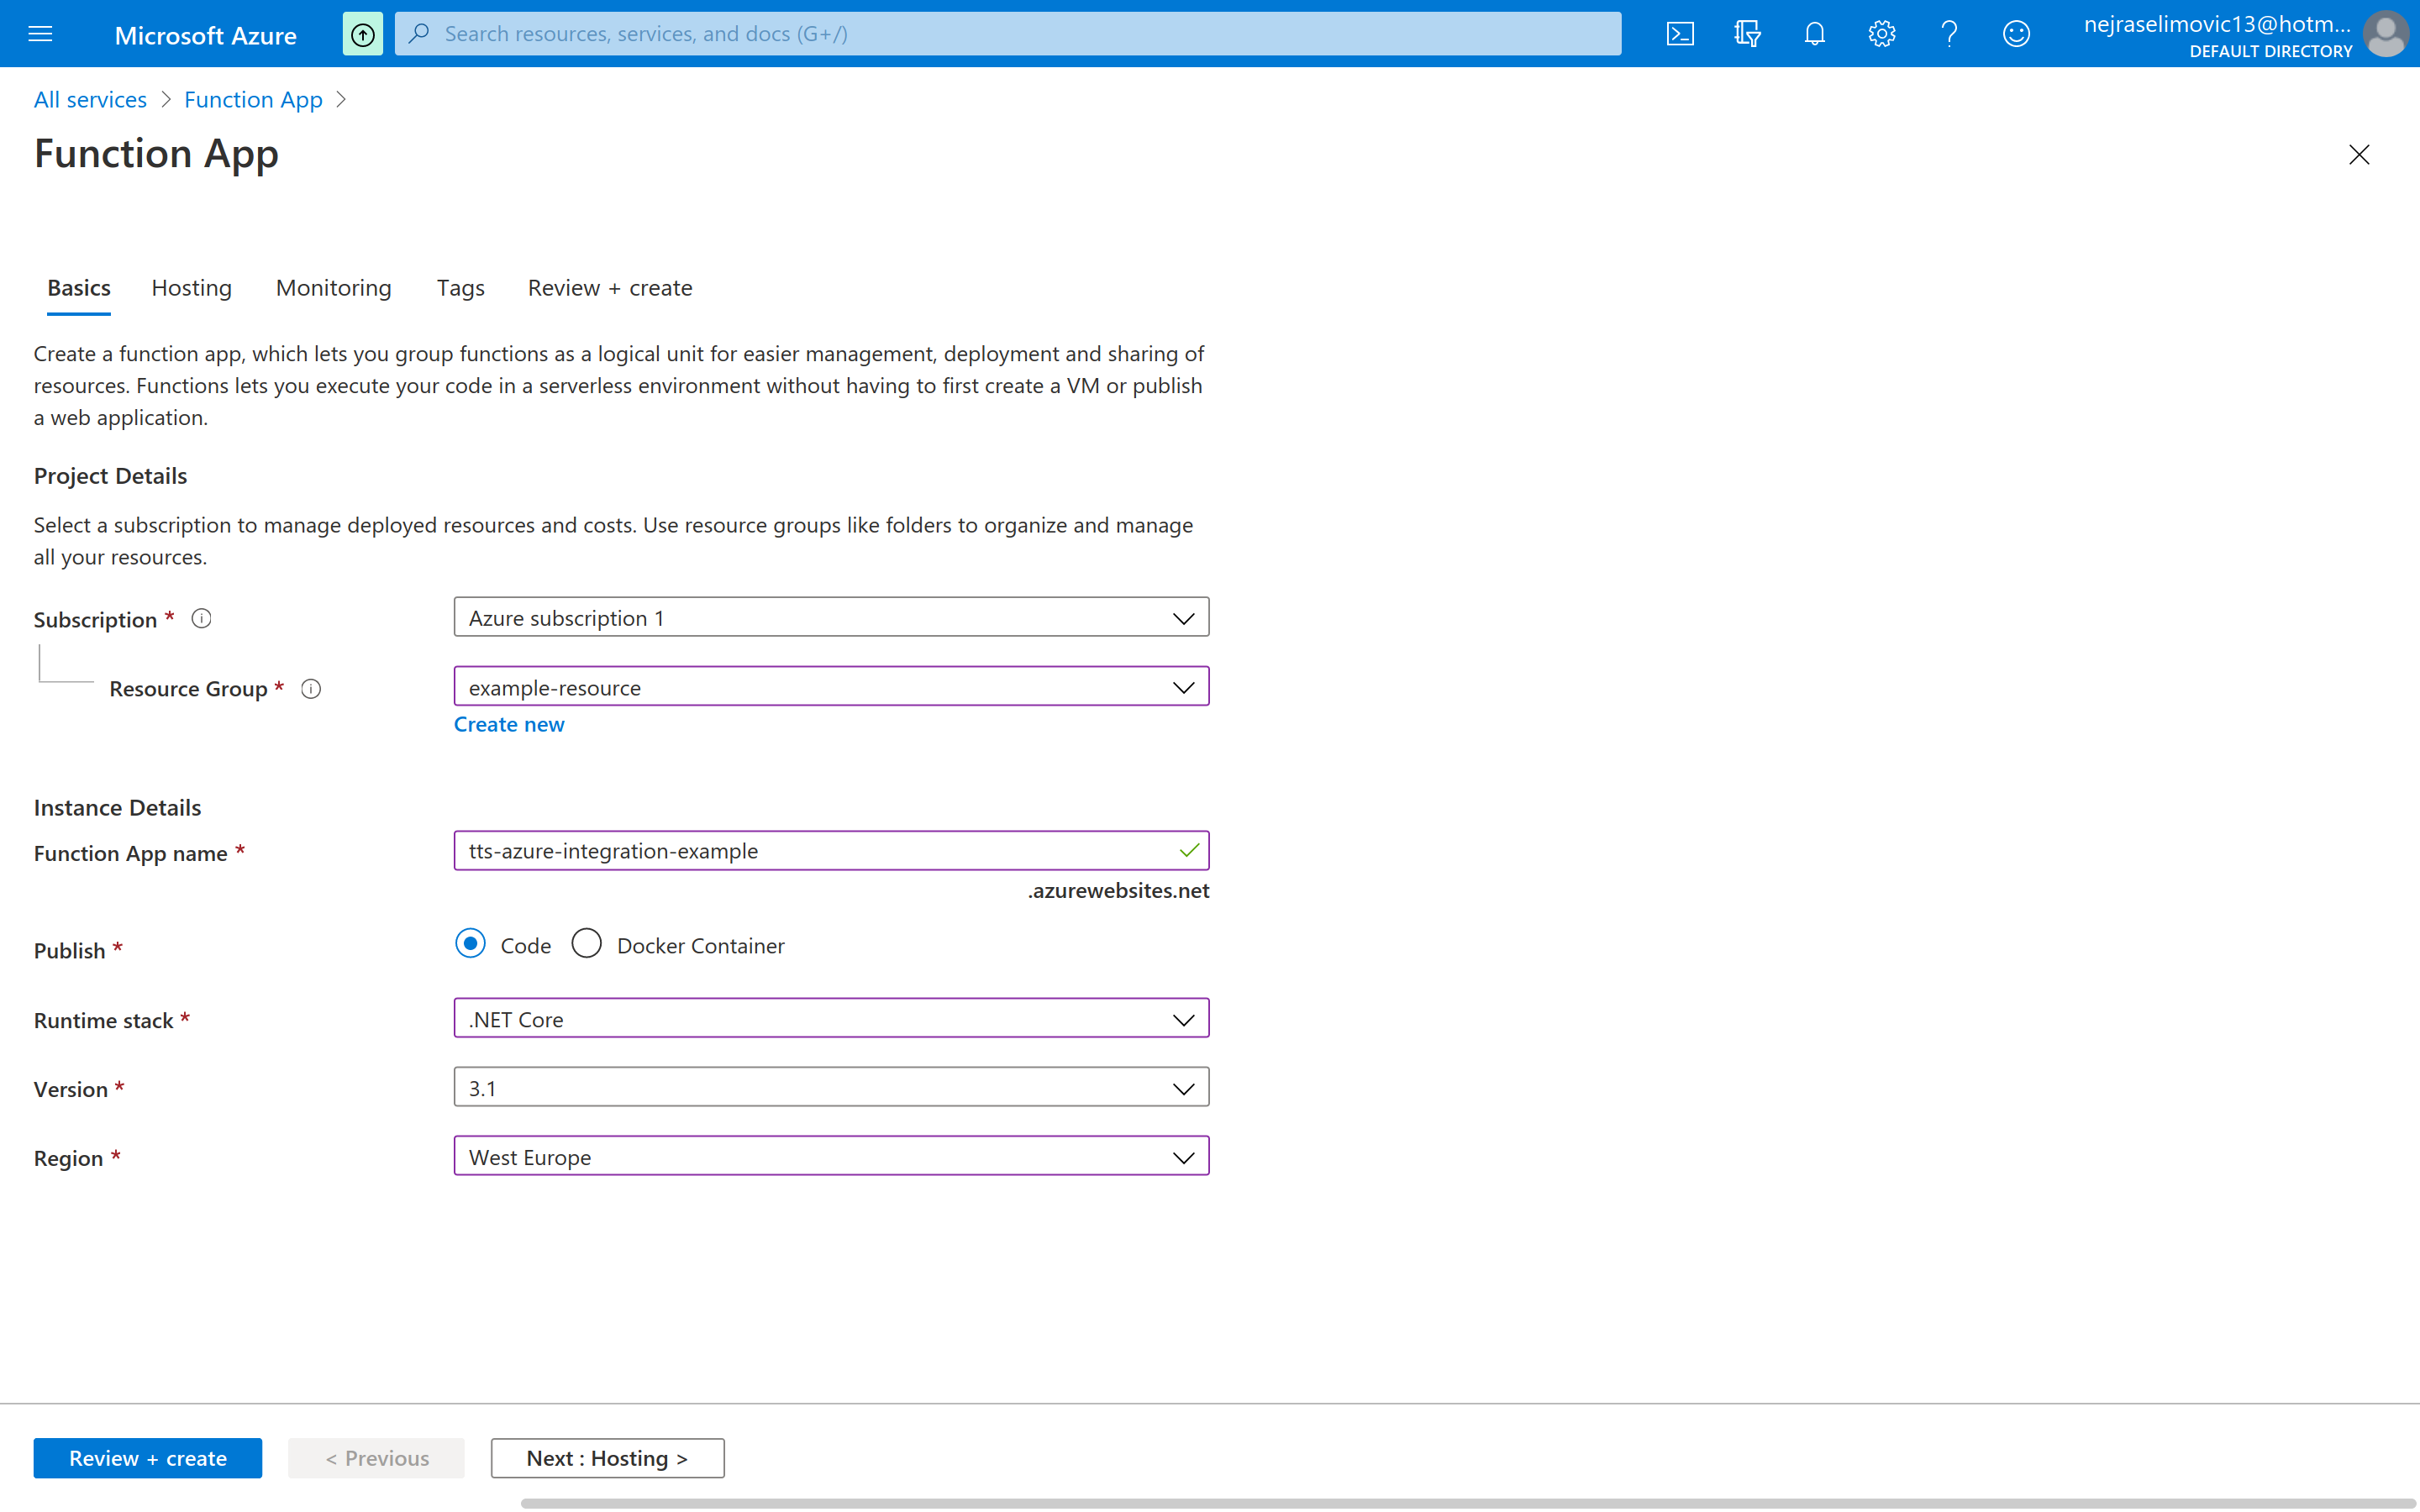 Microsoft Azure
Search resources, services, and docs (G+/)
nejraselimovic13@hotm...
DEFAULT DIRECTORY
All services > Function App >
Function App
Basics Hosting Monitoring Tags Review + create
Create a function app, which lets you group functions as a logical unit for easier management, deployment and sharing of
resources. Functions lets you execute your code in a serverless environment without having to first create a VM or publish
a web application.
Project Details
Select a subscription to manage deployed resources and costs. Use resource groups like folders to organize and manage
all your resources.
Subscription * Azure subscription 1
Resource Group * example-resource
Create new
Instance Details
Function App name * tts-azure-integration-example
.azurewebsites.net
Publish * Code Docker Container
Runtime stack * .NET Core
Version * 3.1
Region * West Europe
Review + create < Previous Next : Hosting >